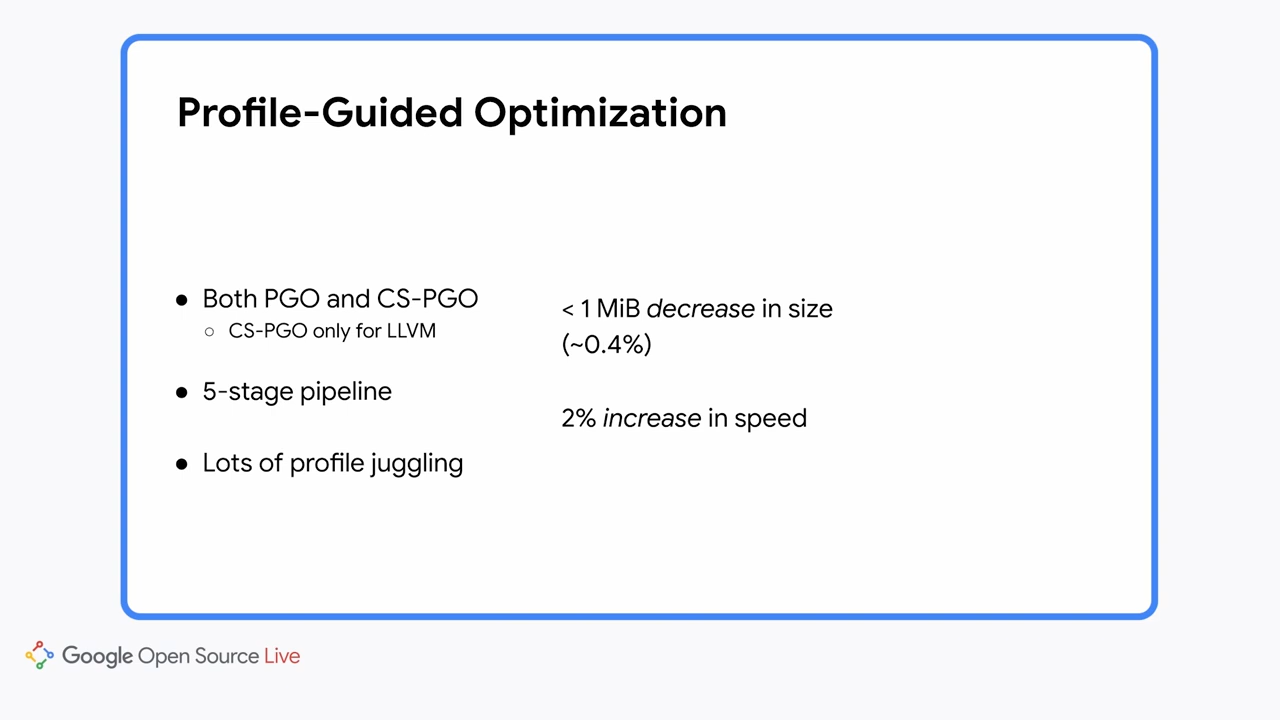 Profile-Guided Optimization
● Both PGO and CS-PGO
○ CS-PGO only for LLVM
● 5-stage pipeline
● Lots of profile juggling
< 1 MiB decrease in size
(~0.4%)
2% increase in speed
Google Open Source Live